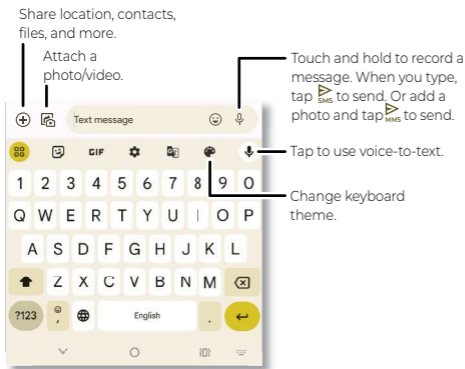 Share location, contacts,
files, and more.
Attach a
photo/video.
Touch and hold to record a
message. When you type,
tap SMS to send. Or add a
photo and tap MMS to send.
Text message
GIF
Tap to use voice-to-text.
Change keyboard
theme.
1 2 3 4 5 6 7 8 9 0
Q W E R T Y U I O P
A S D F G H J K L
Z X C V B N M
?123 , English .